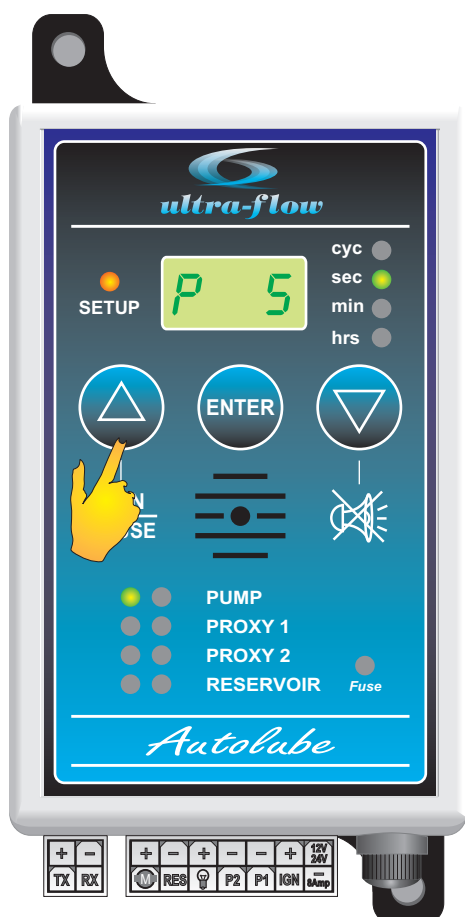 ultra-flow
cyc
sec
min
hrs
SETUP
P 5
ENTER
PUMP
PROXY 1
PROXY 2
RESERVOIR
Fuse
Autolube
+ - + - + - - + 12V 24V
TX RX M RES P2 P1 IGN - 8Amp